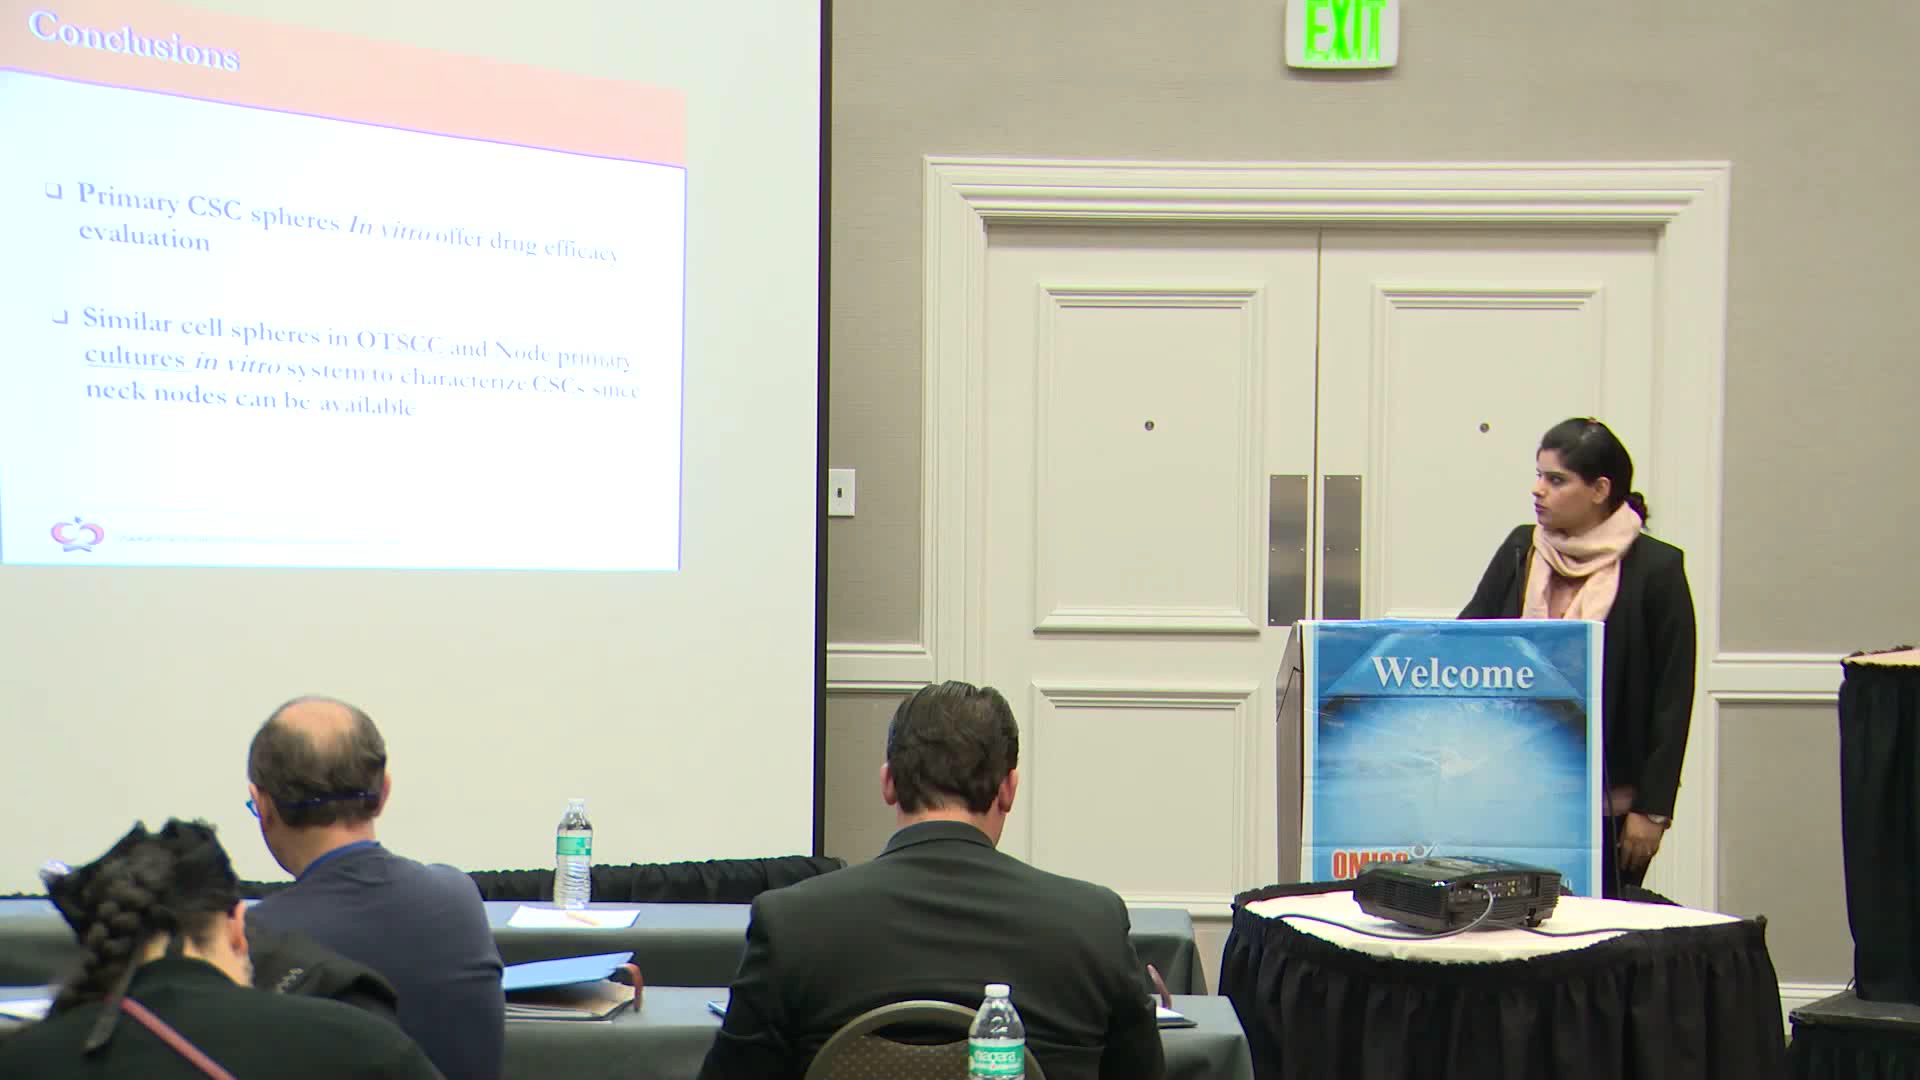 Conclusions
EXIT
Primary CSC spheres In vitro offer drug efficacy
evaluation
Similar cell spheres in OTSCC and Node primary
cultures in vitro system to characterize CSCs since
neck nodes can be available
Welcome
niagara